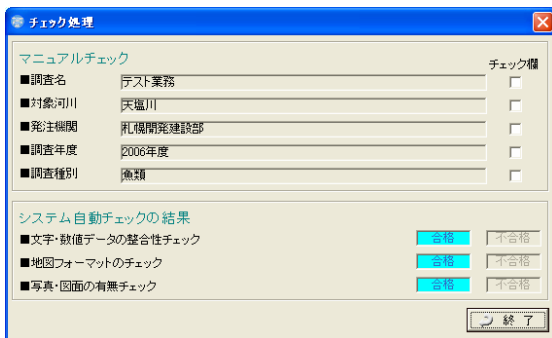 チェック処理
マニュアルチェック
チェック欄
■調査名 テスト業務
■対象河川 天塩川
■発注機関 札幌開発建設部
■調査年度 2006年度
■調査種別 魚類
システム自動チェックの結果
■文字・数値データの整合性チェック 合格 不合格
■地図フォーマットのチェック 合格 不合格
■写真・図面の有無チェック 合格 不合格
終 了